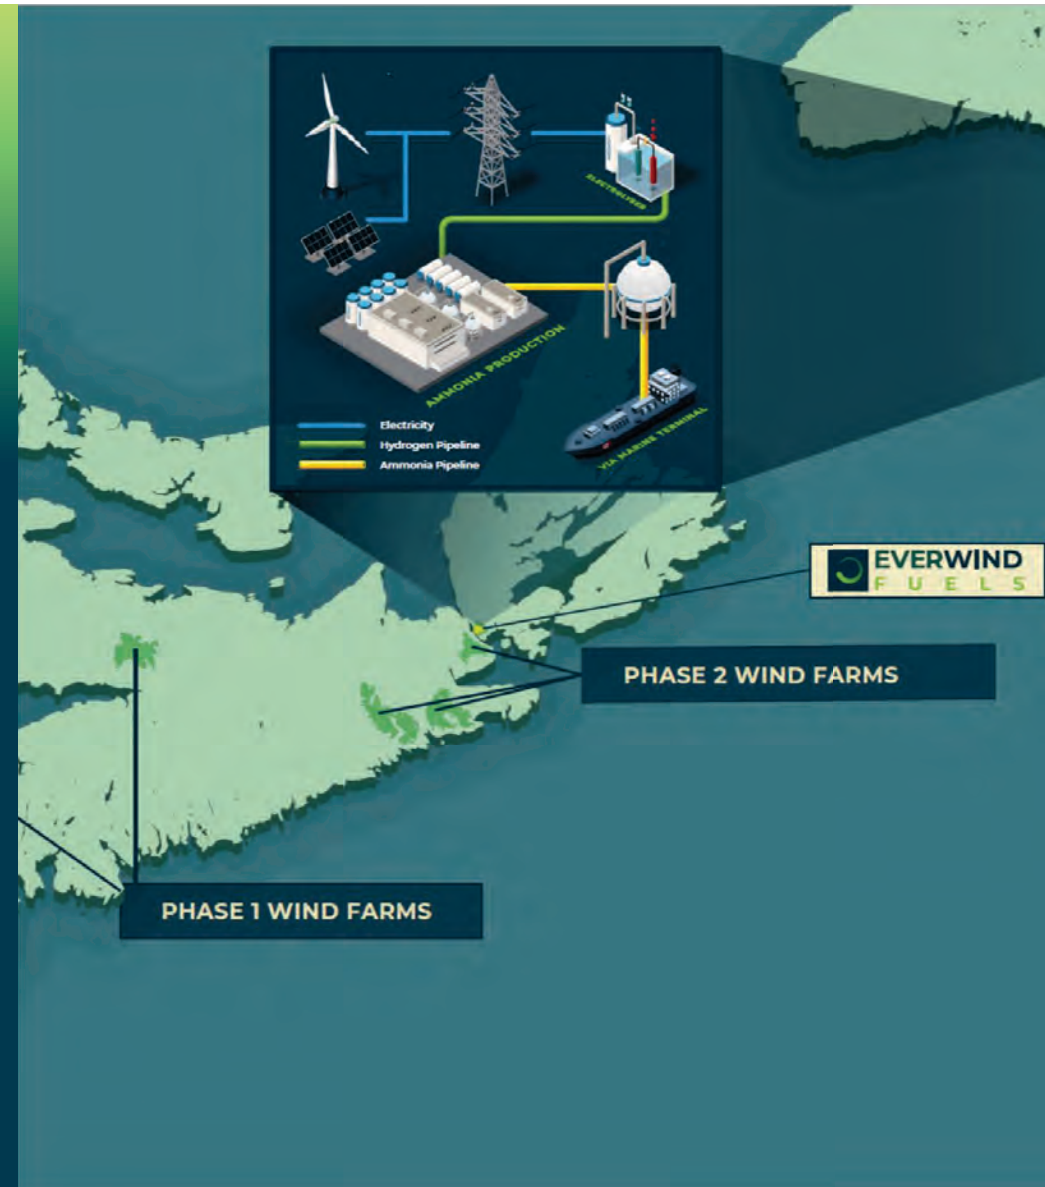 ELECTROLYSER
AMMONIA PRODUCTION
VIA MARINE TERMINAL
Electricity
Hydrogen Pipeline
Ammonia Pipeline
EVERWIND
FUELS
PHASE 2 WIND FARMS
PHASE 1 WIND FARMS